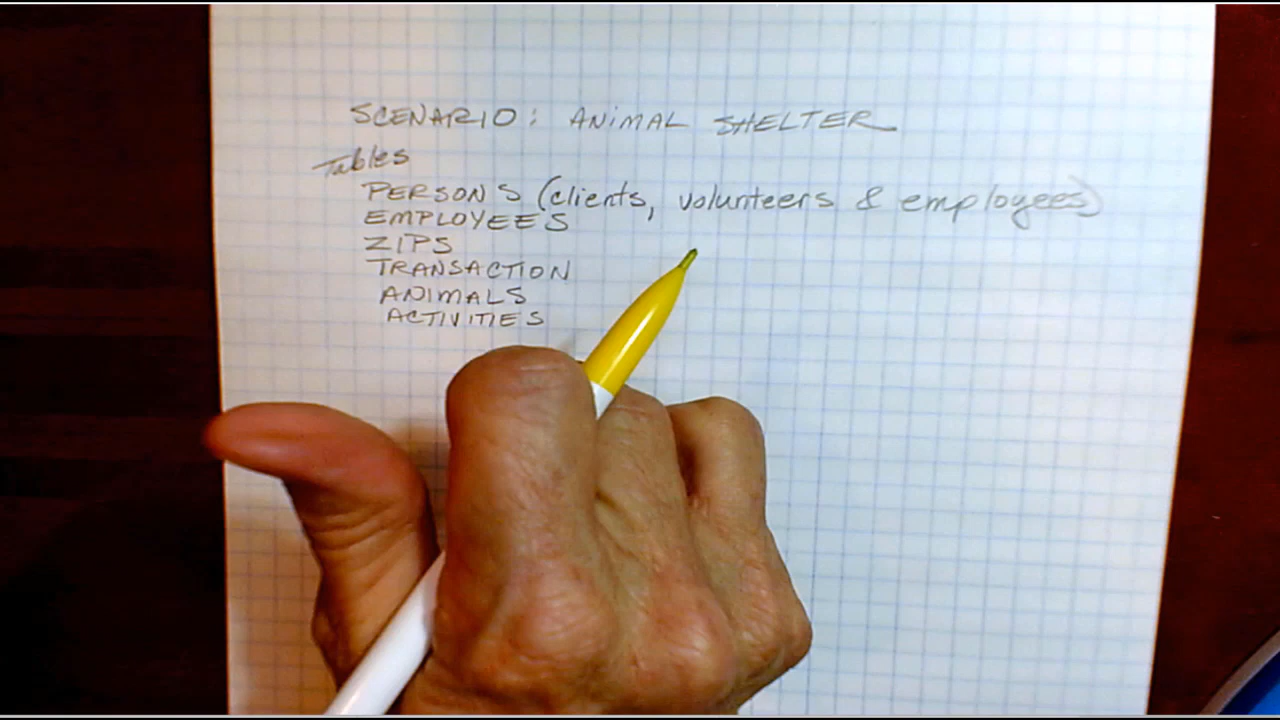 SCENARIO: ANIMAL SHELTER
Tables
PERSONS (clients, volunteers & employees)
EMPLOYEES
ZIPS
TRANSACTION
ANIMALS
ACTIVITIES